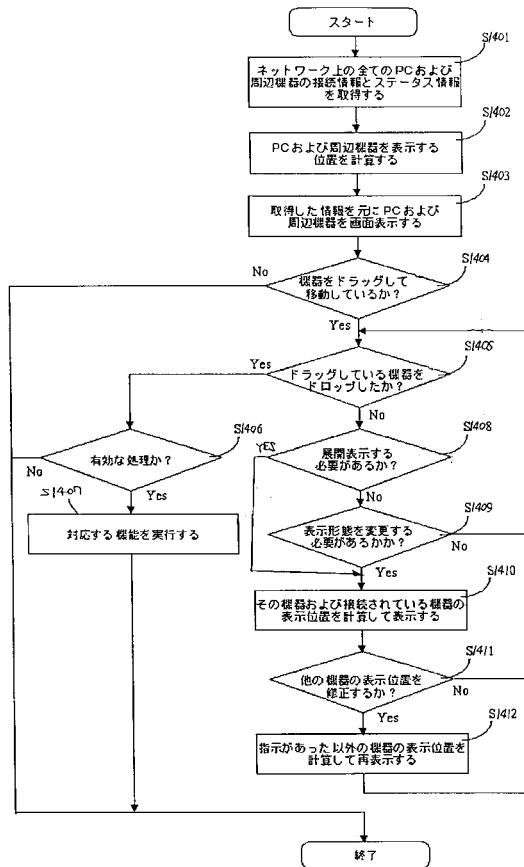 スタート
S1401
ネットワーク上の全てのPCおよび
周辺機器の接続情報とステータス情報
を取得する
S1402
PCおよび周辺機器を表示する
位置を計算する
S1403
取得した情報を元にPCおよび
周辺機器を画面表示する
S1404
No
機器をドラッグして
移動しているか？
Yes
S1405
Yes
ドラッグしている機器を
ドロップしたか？
No
S1406
有効な処理か？
No
Yes
S1407
対応する機能を実行する
S1408
YES
展開表示する
必要があるか？
No
S1409
表示形態を変更する
必要があるかか？
No
Yes
S1410
その機器および接続されている機器の
表示位置を計算して表示する
S1411
他の機器の表示位置を
修正するか？
No
Yes
S1412
指示があった以外の機器の表示位置を
計算して再表示する
終了